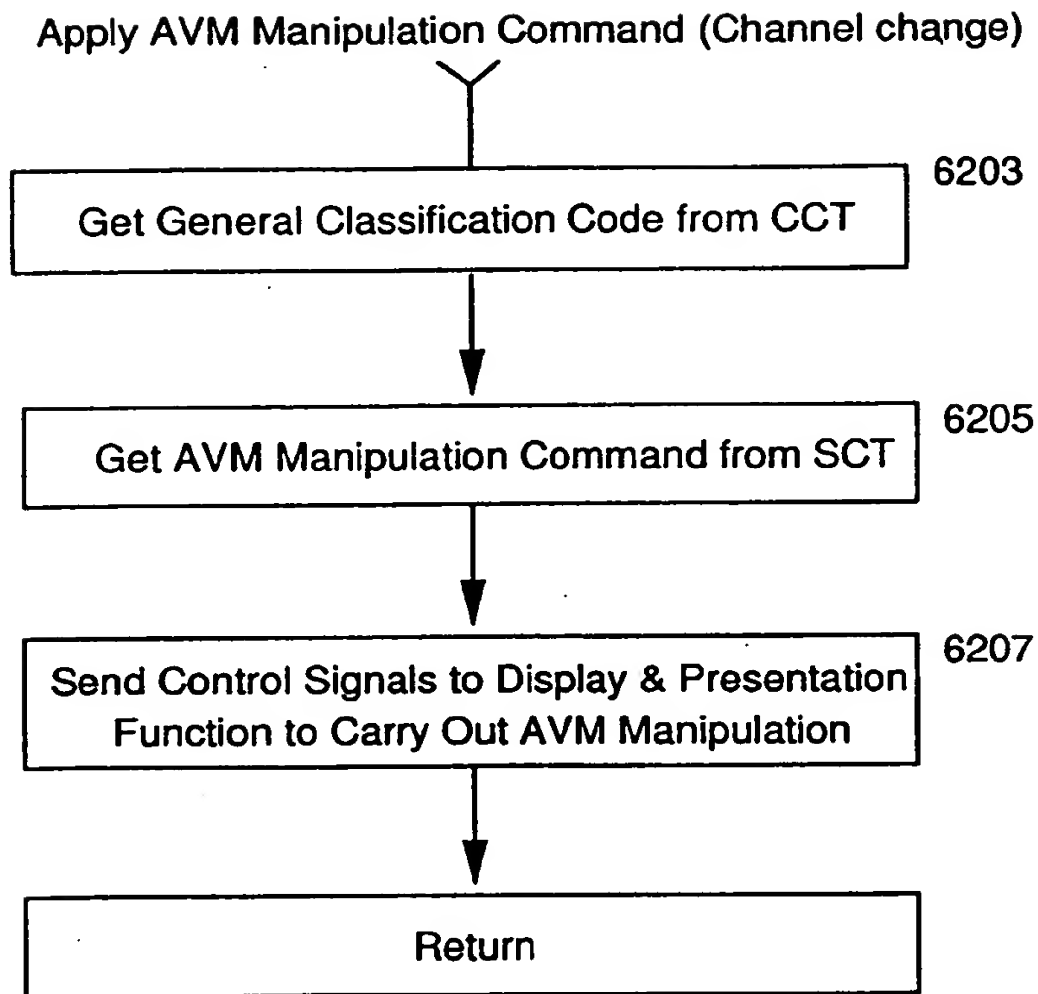 Apply AVM Manipulation Command (Channel change)
6203
Get General Classification Code from CCT
6205
Get AVM Manipulation Command from SCT
6207
Send Control Signals to Display & Presentation
Function to Carry Out AVM Manipulation
Return